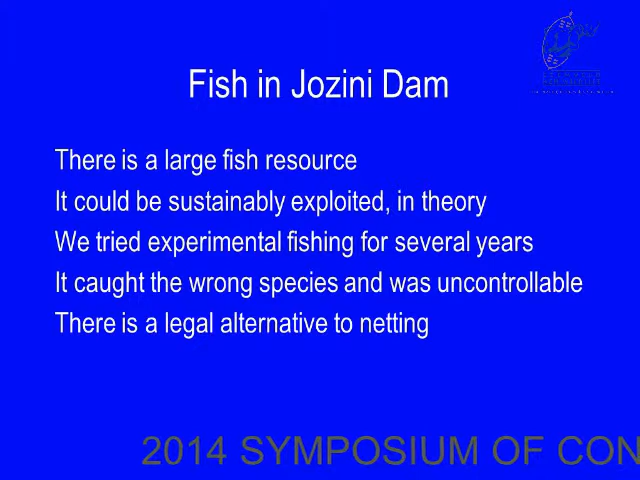 Fish in Jozini Dam
There is a large fish resource
It could be sustainably exploited, in theory
We tried experimental fishing for several years
It caught the wrong species and was uncontrollable
There is a legal alternative to netting
2014 SYMPOSIUM OF CON